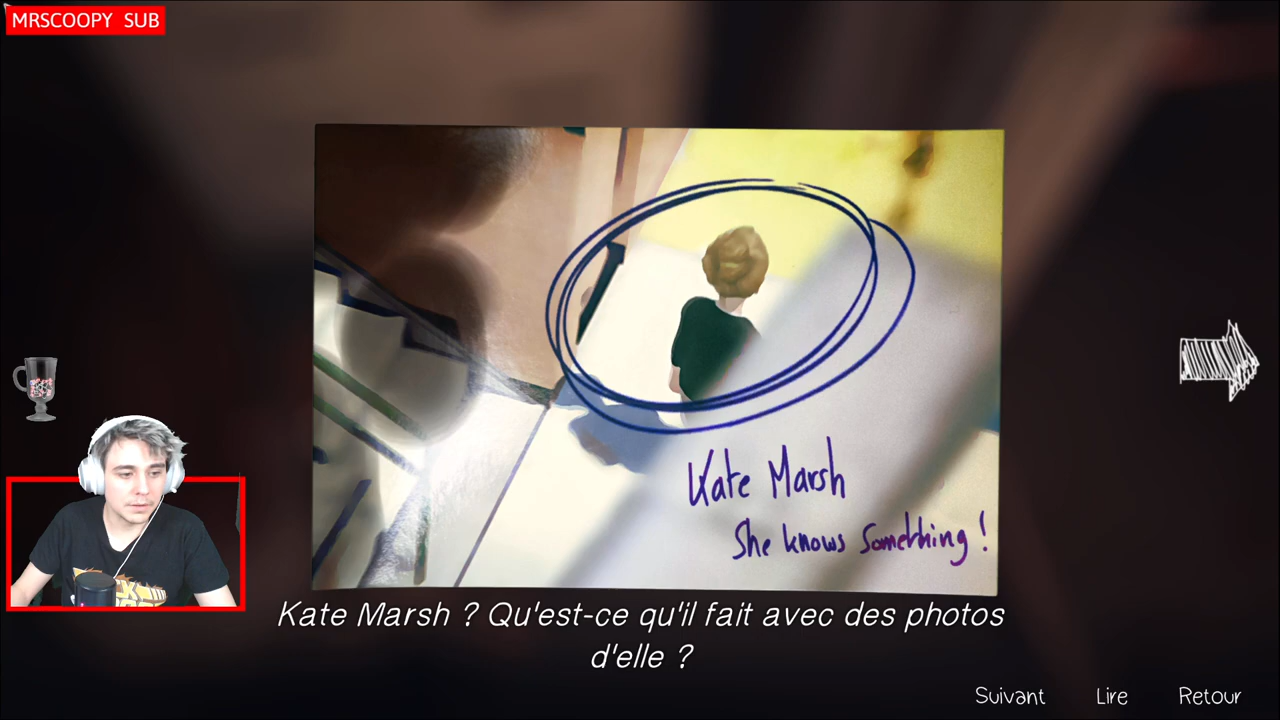 MRSCOOPY SUB
Kate Marsh
She knows something!
Kate Marsh ? Qu'est-ce qu'il fait avec des photos
d'elle ?
Suivant Lire Retour